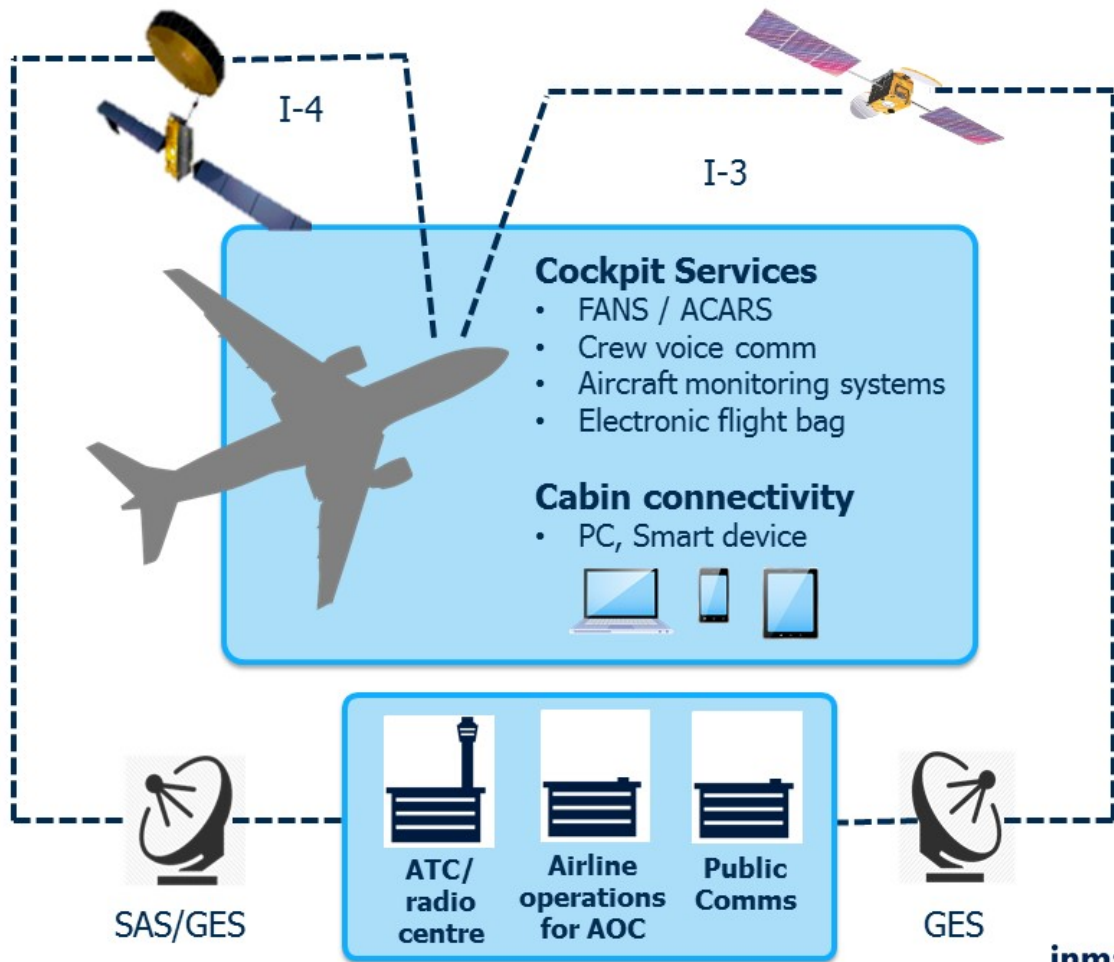 I-4
I-3
Cockpit Services
• FANS / ACARS
• Crew voice comm
• Aircraft monitoring systems
• Electronic flight bag
Cabin connectivity
• PC, Smart device
ATC/
radio
centre
Airline
operations
for AOC
Public
Comms
SAS/GES
GES